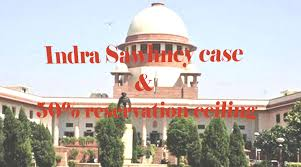 Indra Sawhney case
&
50% reservation ceiling